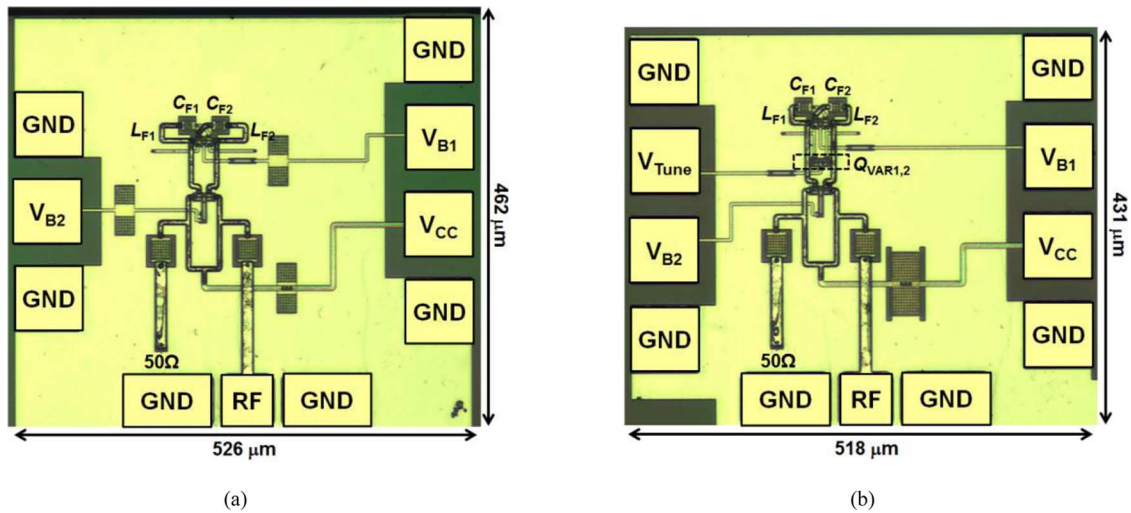 GND
GND
C_F1 C_F2
L_F1 L_F2
V_B1
V_B2
V_CC
GND
GND
50Ω
GND RF GND
462 μm
526 μm
(a)
GND
GND
C_F1 C_F2
L_F1 L_F2
V_Tune
V_B1
Q_VAR1,2
V_B2
V_CC
GND
GND
50Ω
GND RF GND
431 μm
518 μm
(b)